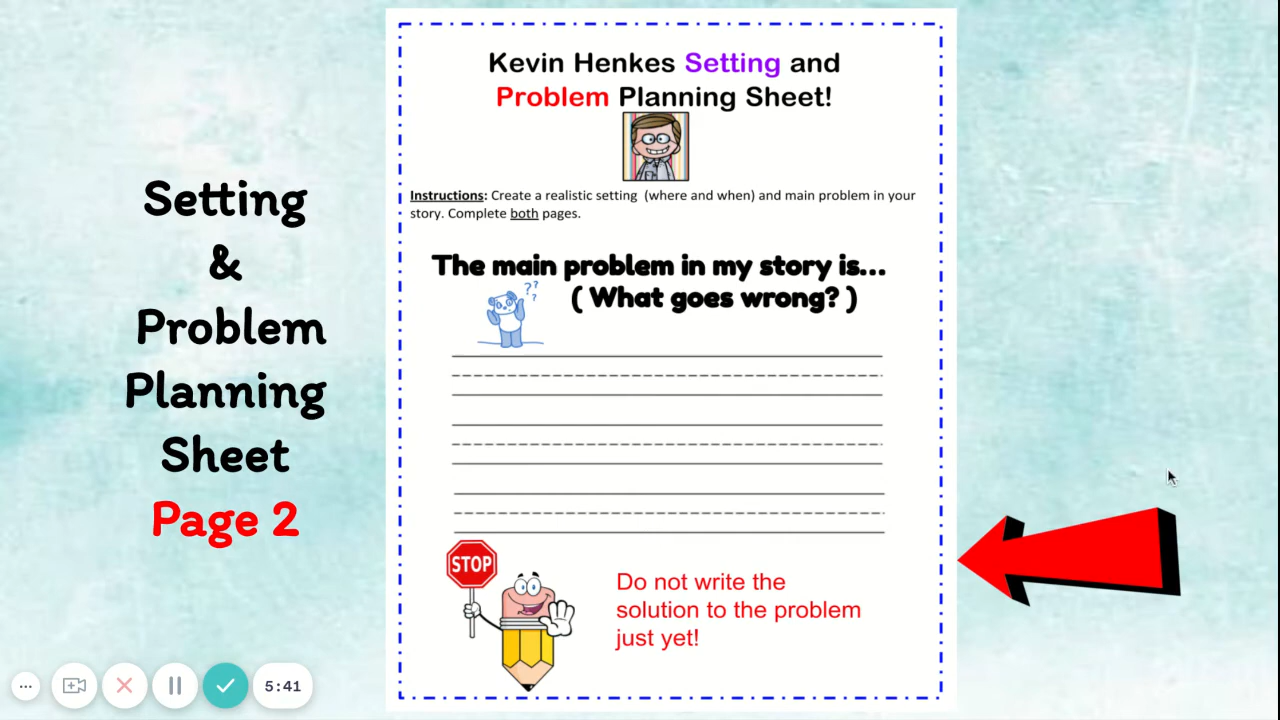 Setting
&
Problem
Planning
Sheet
Page 2
Kevin Henkes Setting and
Problem Planning Sheet!
Instructions: Create a realistic setting  (where and when) and main problem in your
story. Complete both pages.
The main problem in my story is...
( What goes wrong? )
??
?
STOP
Do not write the
solution to the problem
just yet!
... 5:41